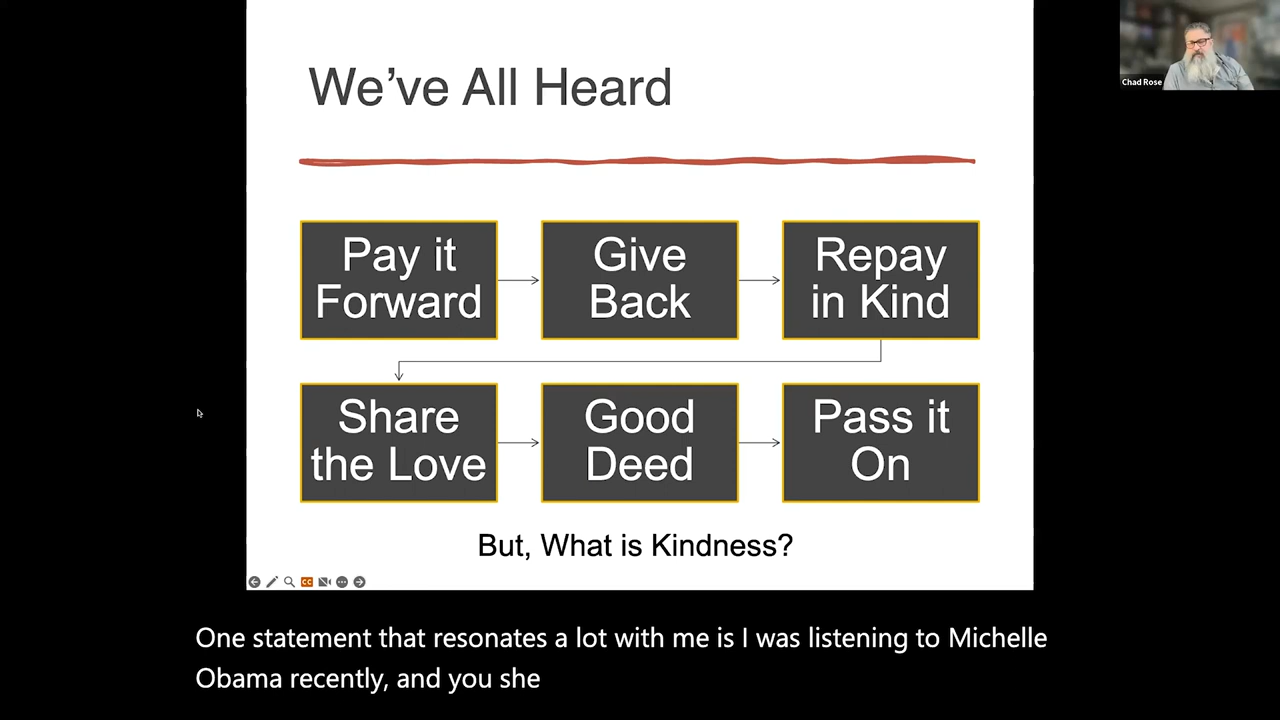 We've All Heard
Chad Rose
Pay it
Forward
Give
Back
Repay
in Kind
Share
the Love
Good
Deed
Pass it
On
But, What is Kindness?
CC
One statement that resonates a lot with me is I was listening to Michelle
Obama recently, and you she